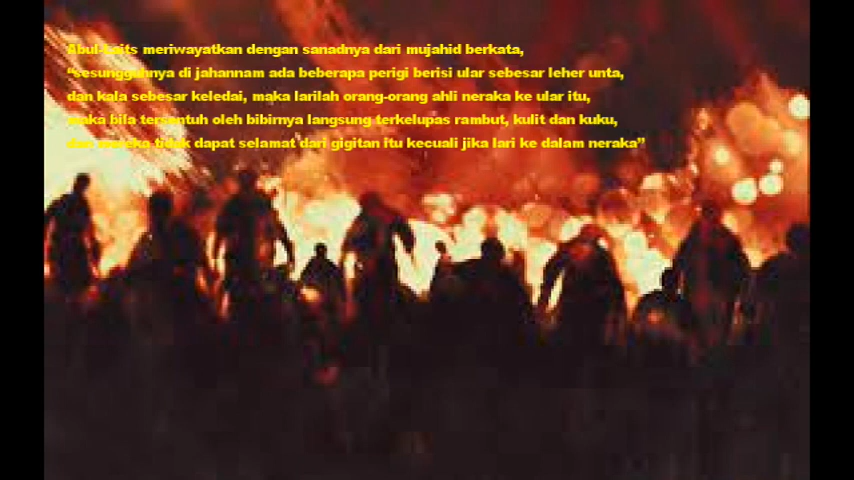 Abul-Laits meriwayatkan dengan sanadnya dari mujahid berkata,
“sesungguhnya di jahannam ada beberapa perigi berisi ular sebesar leher unta,
dan kala sebesar keledai, maka larilah orang-orang ahli neraka ke ular itu,
maka bila tersentuh oleh bibirnya langsung terkelupas rambut, kulit dan kuku,
dan mereka tidak dapat selamat dari gigitan itu kecuali jika lari ke dalam neraka”